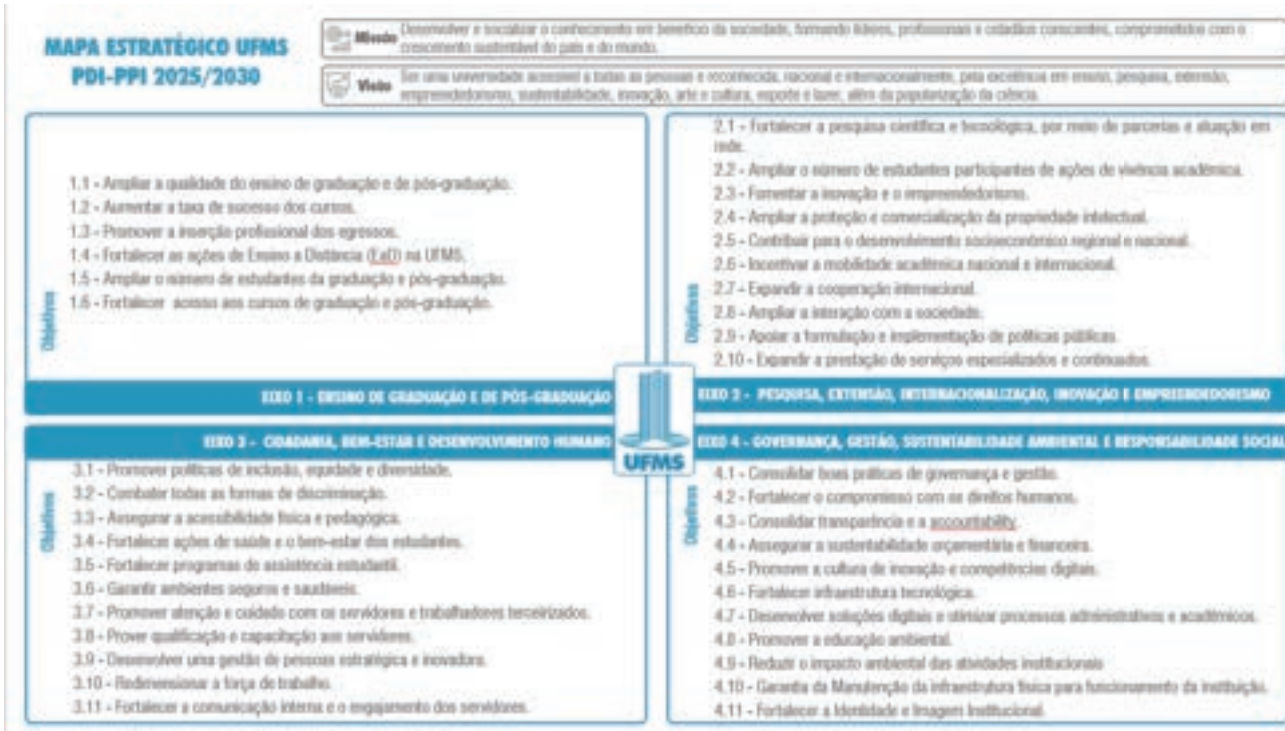 MAPA ESTRATÉGICO UFMS
PDI-PPI 2025/2030
Missão
Desenvolver e socializar o conhecimento em benefício da sociedade, formando líderes, profissionais e cidadãos conscientes, comprometidos com o
crescimento sustentável do país e do mundo.
Visão
Ser uma universidade acessível a todas as pessoas e reconhecida, nacional e internacionalmente, pela excelência em ensino, pesquisa, extensão,
empreendedorismo, sustentabilidade, inovação, arte e cultura, esporte e lazer, além da popularização da ciência.
Objetivos
1.1 - Ampliar a qualidade do ensino de graduação e de pós-graduação.
1.2 - Aumentar a taxa de sucesso dos cursos.
1.3 - Promover a inserção profissional dos egressos.
1.4 - Fortalecer as ações de Ensino a Distância (EaD) na UFMS.
1.5 - Ampliar o número de estudantes da graduação e pós-graduação.
1.6 - Fortalecer acesso aos cursos de graduação e pós-graduação.
EIXO 1 - ENSINO DE GRADUAÇÃO E DE PÓS-GRADUAÇÃO
Objetivos
2.1 - Fortalecer a pesquisa científica e tecnológica, por meio de parcerias e atuação em
rede.
2.2 - Ampliar o número de estudantes participantes de ações de vivência acadêmica.
2.3 - Fomentar a inovação e o empreendedorismo.
2.4 - Ampliar a proteção e comercialização da propriedade intelectual.
2.5 - Contribuir para o desenvolvimento socioeconômico regional e nacional.
2.6 - Incentivar a mobilidade acadêmica nacional e internacional.
2.7 - Expandir a cooperação internacional.
2.8 - Ampliar a interação com a sociedade.
2.9 - Apoiar a formulação e implementação de políticas públicas.
2.10 - Expandir a prestação de serviços especializados e continuados.
EIXO 2 - PESQUISA, EXTENSÃO, INTERNACIONALIZAÇÃO, INOVAÇÃO E EMPREENDEDORISMO
UFMS
EIXO 3 - CIDADANIA, BEM-ESTAR E DESENVOLVIMENTO HUMANO
Objetivos
3.1 - Promover políticas de inclusão, equidade e diversidade.
3.2 - Combater todas as formas de discriminação.
3.3 - Assegurar a acessibilidade física e pedagógica.
3.4 - Fortalecer ações de saúde e o bem-estar dos estudantes.
3.5 - Fortalecer programas de assistência estudantil.
3.6 - Garantir ambientes seguros e saudáveis.
3.7 - Promover atenção e cuidado com os servidores e trabalhadores terceirizados.
3.8 - Prover qualificação e capacitação aos servidores.
3.9 - Desenvolver uma gestão de pessoas estratégica e inovadora.
3.10 - Redimensionar a força de trabalho.
3.11 - Fortalecer a comunicação interna e o engajamento dos servidores.
EIXO 4 - GOVERNANÇA, GESTÃO, SUSTENTABILIDADE AMBIENTAL E RESPONSABILIDADE SOCIAL
Objetivos
4.1 - Consolidar boas práticas de governança e gestão.
4.2 - Fortalecer o compromisso com os direitos humanos.
4.3 - Consolidar transparência e a accountability.
4.4 - Assegurar a sustentabilidade orçamentária e financeira.
4.5 - Promover a cultura de inovação e competências digitais.
4.6 - Fortalecer infraestrutura tecnológica.
4.7 - Desenvolver soluções digitais e otimizar processos administrativos e acadêmicos.
4.8 - Promover a educação ambiental.
4.9 - Reduzir o impacto ambiental das atividades institucionais
4.10 - Garantia da Manutenção da infraestrutura física para funcionamento da instituição.
4.11 - Fortalecer a Identidade e Imagem Institucional.